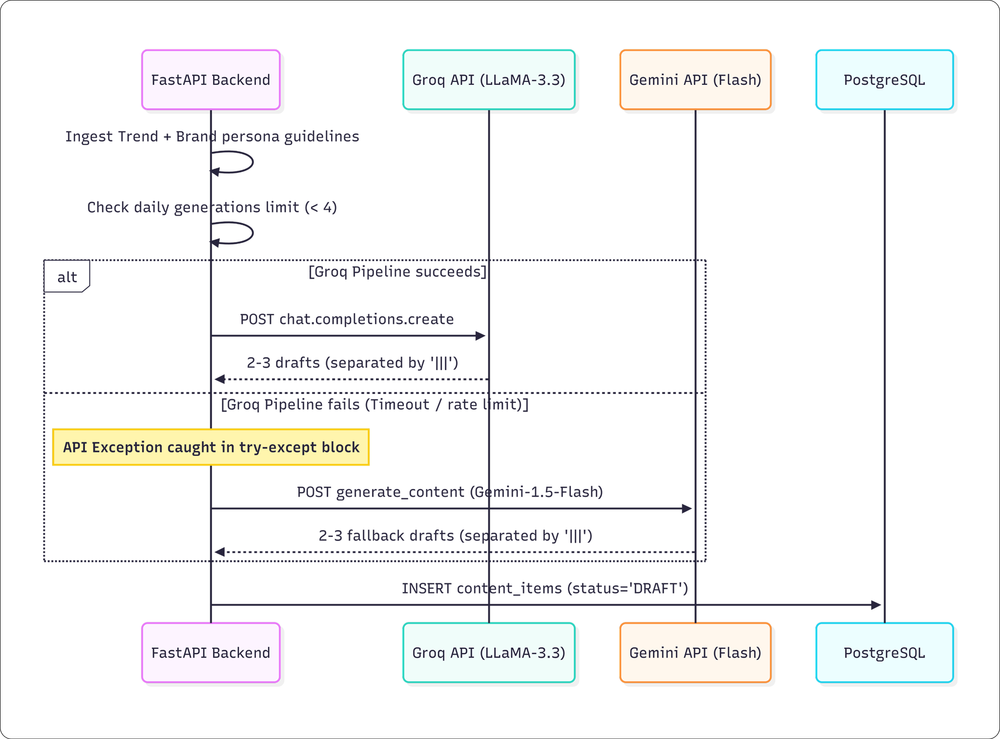 FastAPI Backend
Groq API (LLaMA-3.3)
Gemini API (Flash)
PostgreSQL
Ingest Trend + Brand persona guidelines
Check daily generations limit (< 4)
alt
[Groq Pipeline succeeds]
POST chat.completions.create
2-3 drafts (separated by '|||')
[Groq Pipeline fails (Timeout / rate limit)]
API Exception caught in try-except block
POST generate_content (Gemini-1.5-Flash)
2-3 fallback drafts (separated by '|||')
INSERT content_items (status='DRAFT')
FastAPI Backend
Groq API (LLaMA-3.3)
Gemini API (Flash)
PostgreSQL